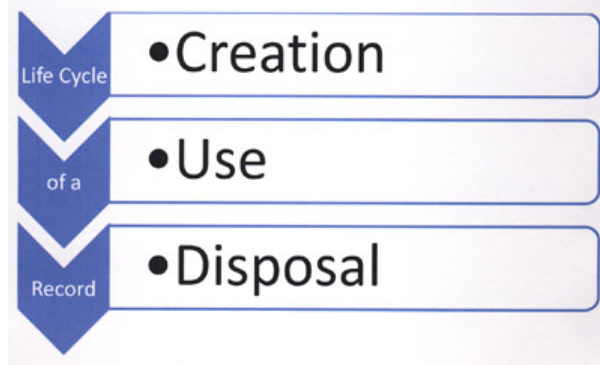 Life Cycle
•Creation
of a
•Use
Record
•Disposal